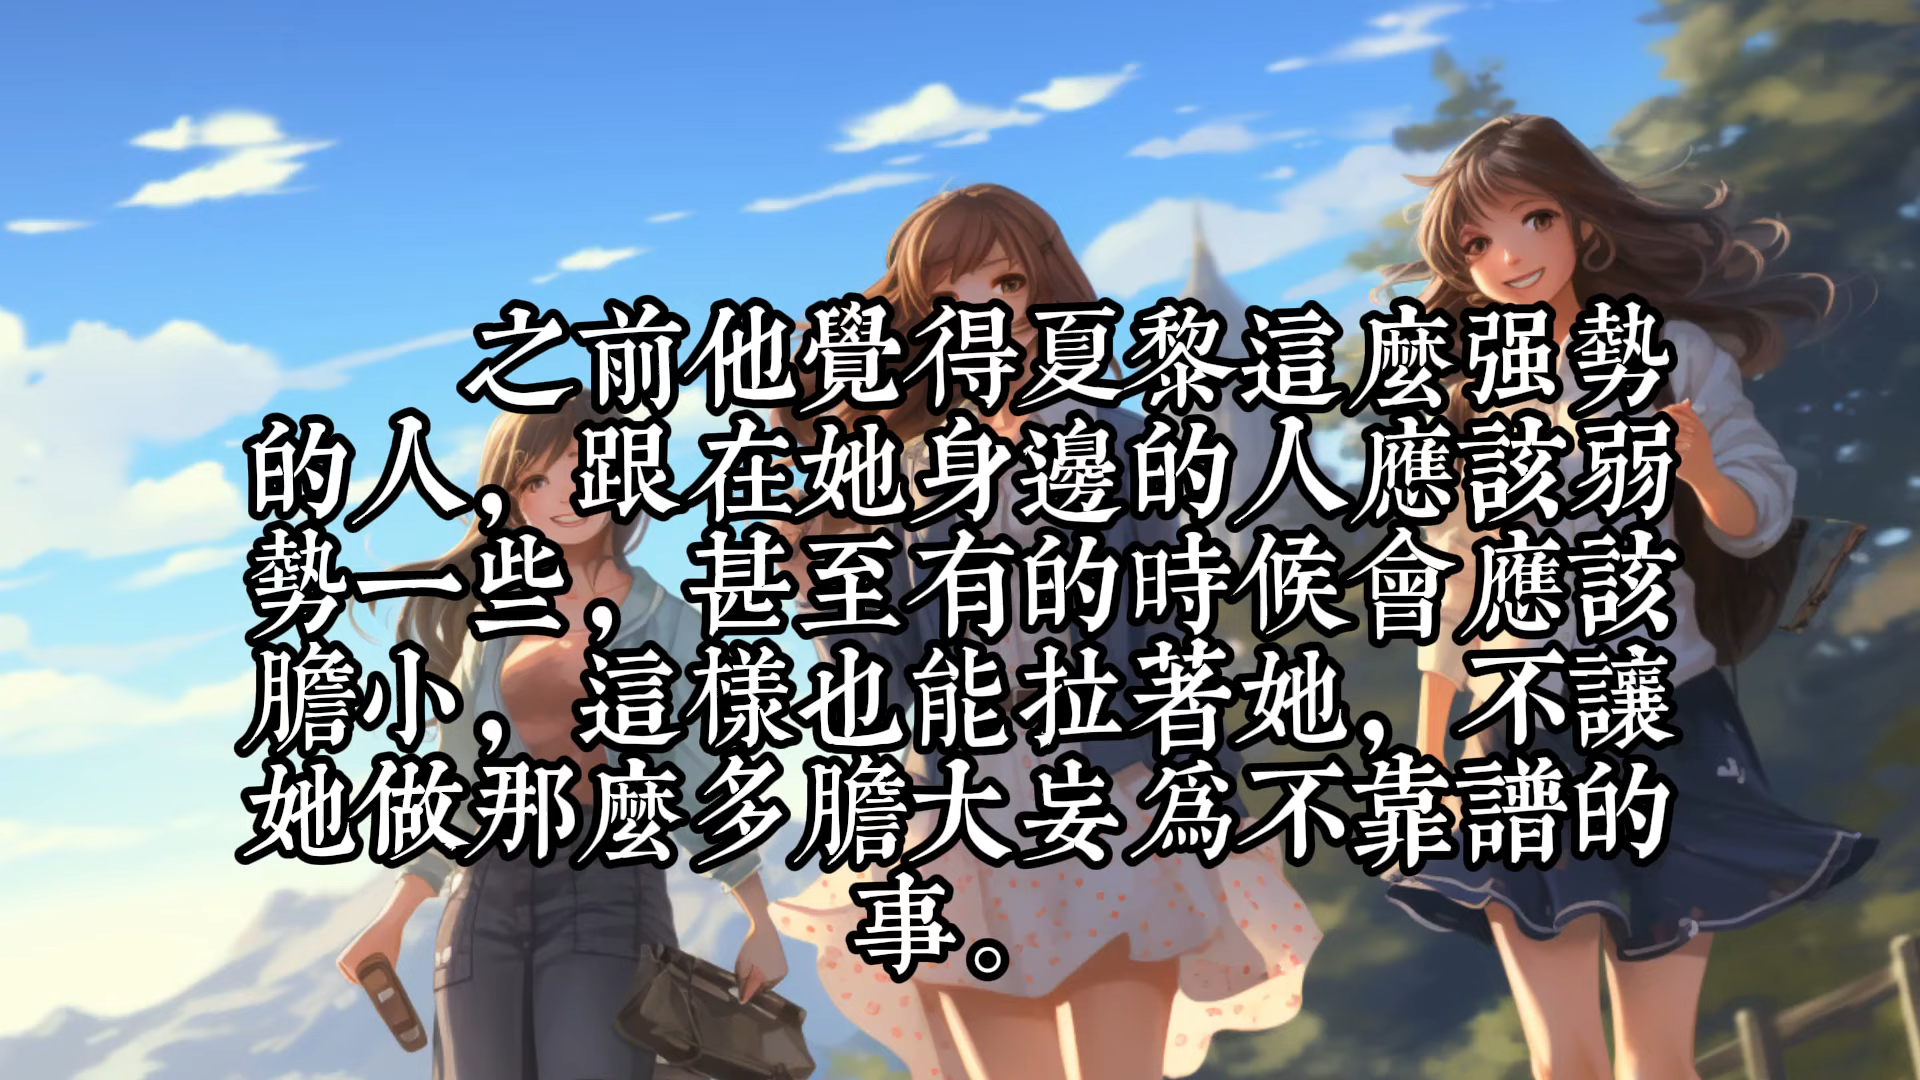 之前他覺得夏黎這麼强勢
的人，跟在她身邊的人應該弱
勢一些，甚至有的時候會應該
膽小，這樣也能拉著她，不讓
她做那麼多膽大妄爲不靠譜的
事。